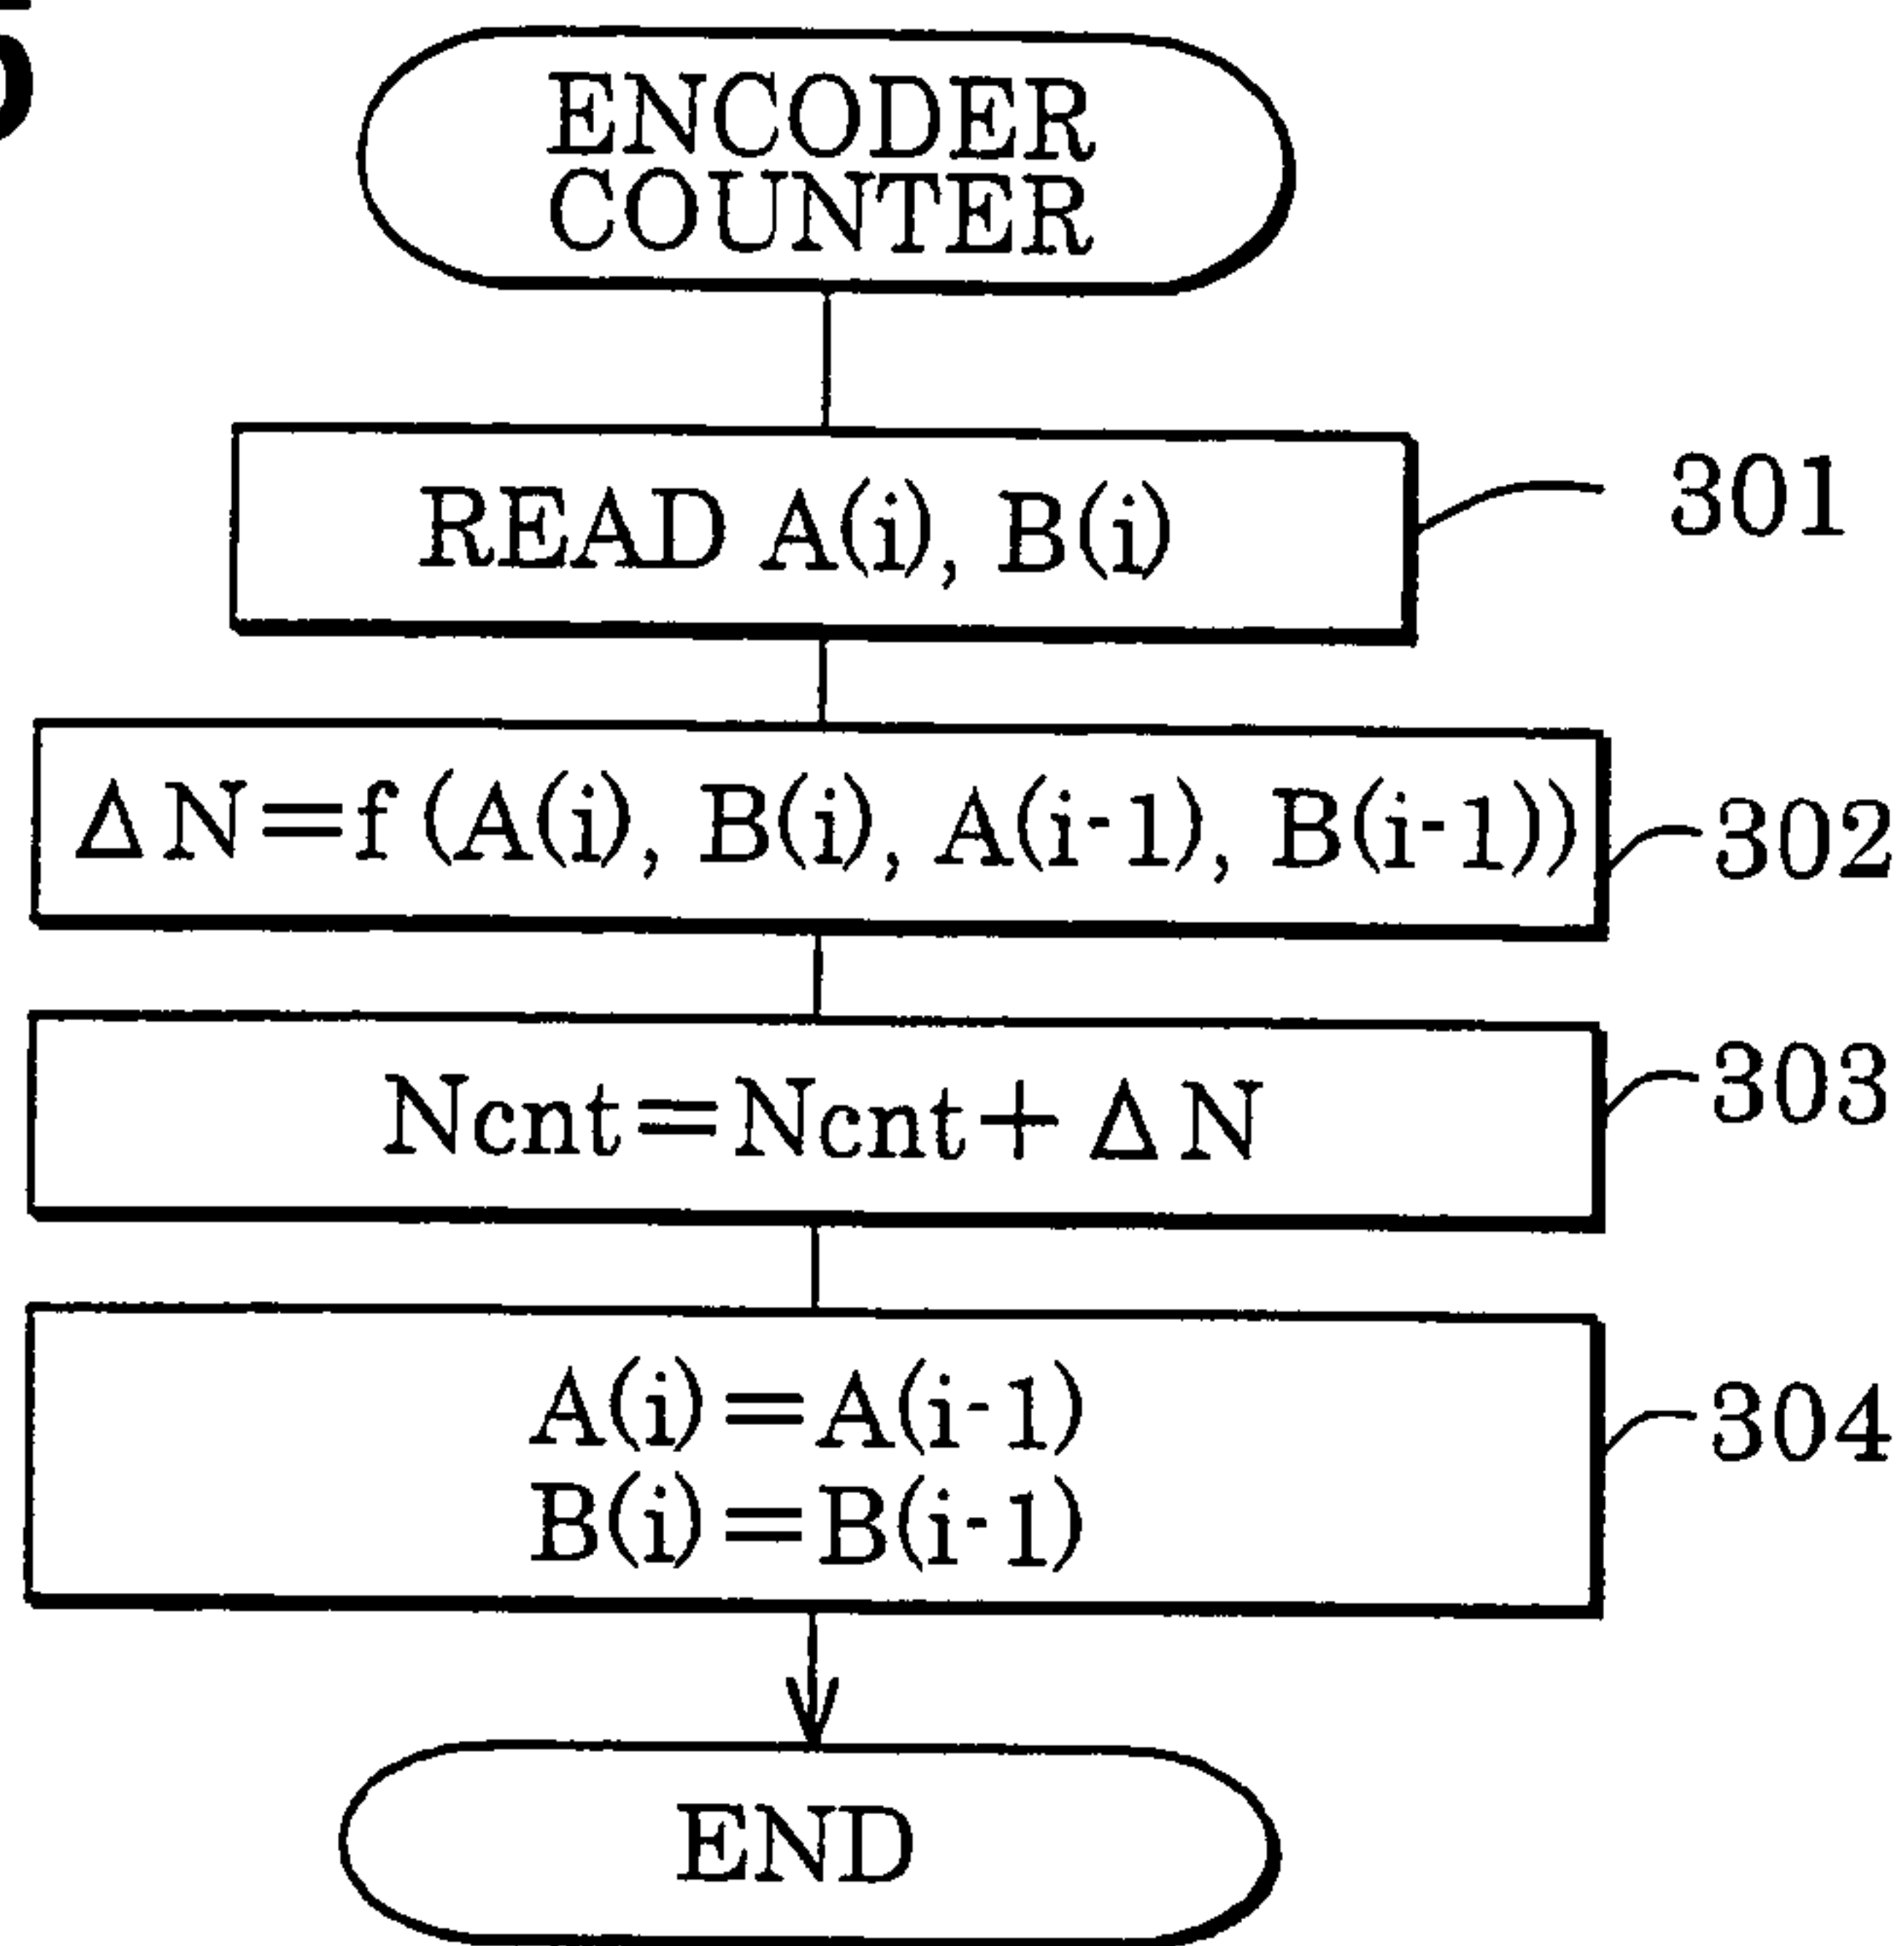 ENCODER
COUNTER
READ A(i), B(i)
301
ΔN=f(A(i), B(i), A(i-1), B(i-1))
302
Ncnt=Ncnt+ΔN
303
A(i)=A(i-1)
B(i)=B(i-1)
304
END